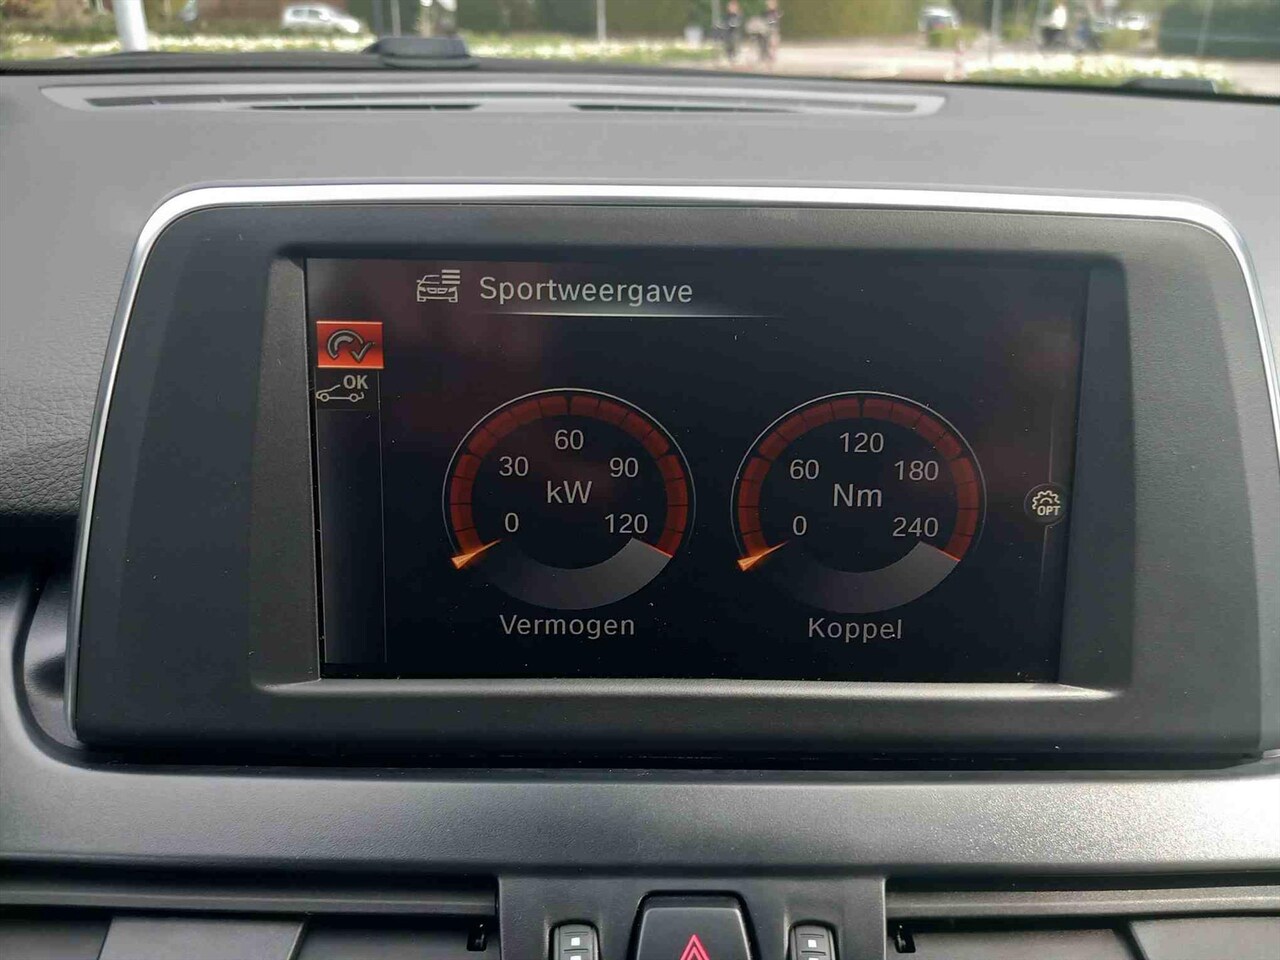 Sportweergave
OK
60
30 90
kW
0 120
Vermogen
120
60 180
Nm
0 240
Koppel
OPT